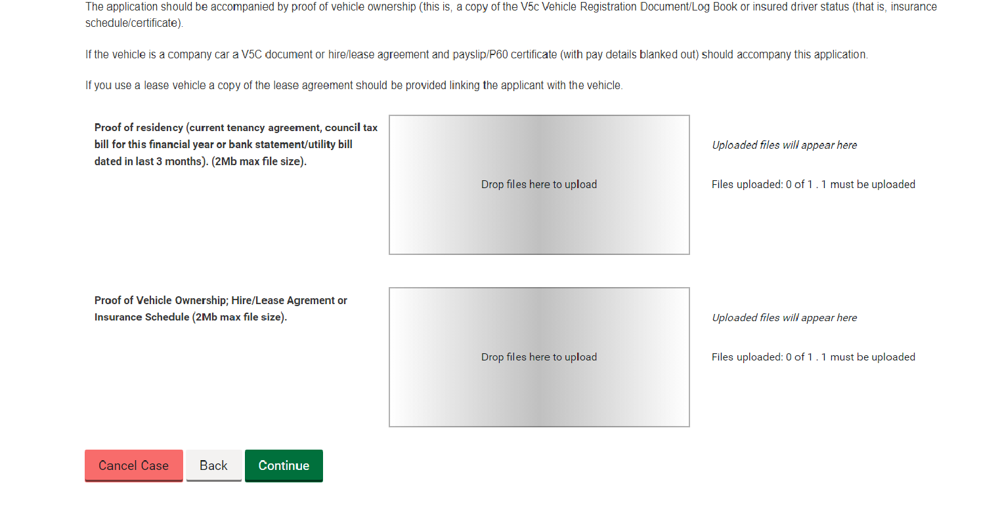 The application should be accompanied by proof of vehicle ownership (this is, a copy of the V5c Vehicle Registration Document/Log Book or insured driver status (that is, insurance
schedule/certificate).
If the vehicle is a company car a V5C document or hire/lease agreement and payslip/P60 certificate (with pay details blanked out) should accompany this application.
If you use a lease vehicle a copy of the lease agreement should be provided linking the applicant with the vehicle.
Proof of residency (current tenancy agreement, council tax
bill for this financial year or bank statement/utility bill
dated in last 3 months). (2Mb max file size).
Drop files here to upload
Uploaded files will appear here
Files uploaded: 0 of 1 . 1 must be uploaded
Proof of Vehicle Ownership; Hire/Lease Agrement or
Insurance Schedule (2Mb max file size).
Drop files here to upload
Uploaded files will appear here
Files uploaded: 0 of 1 . 1 must be uploaded
Cancel Case
Back
Continue